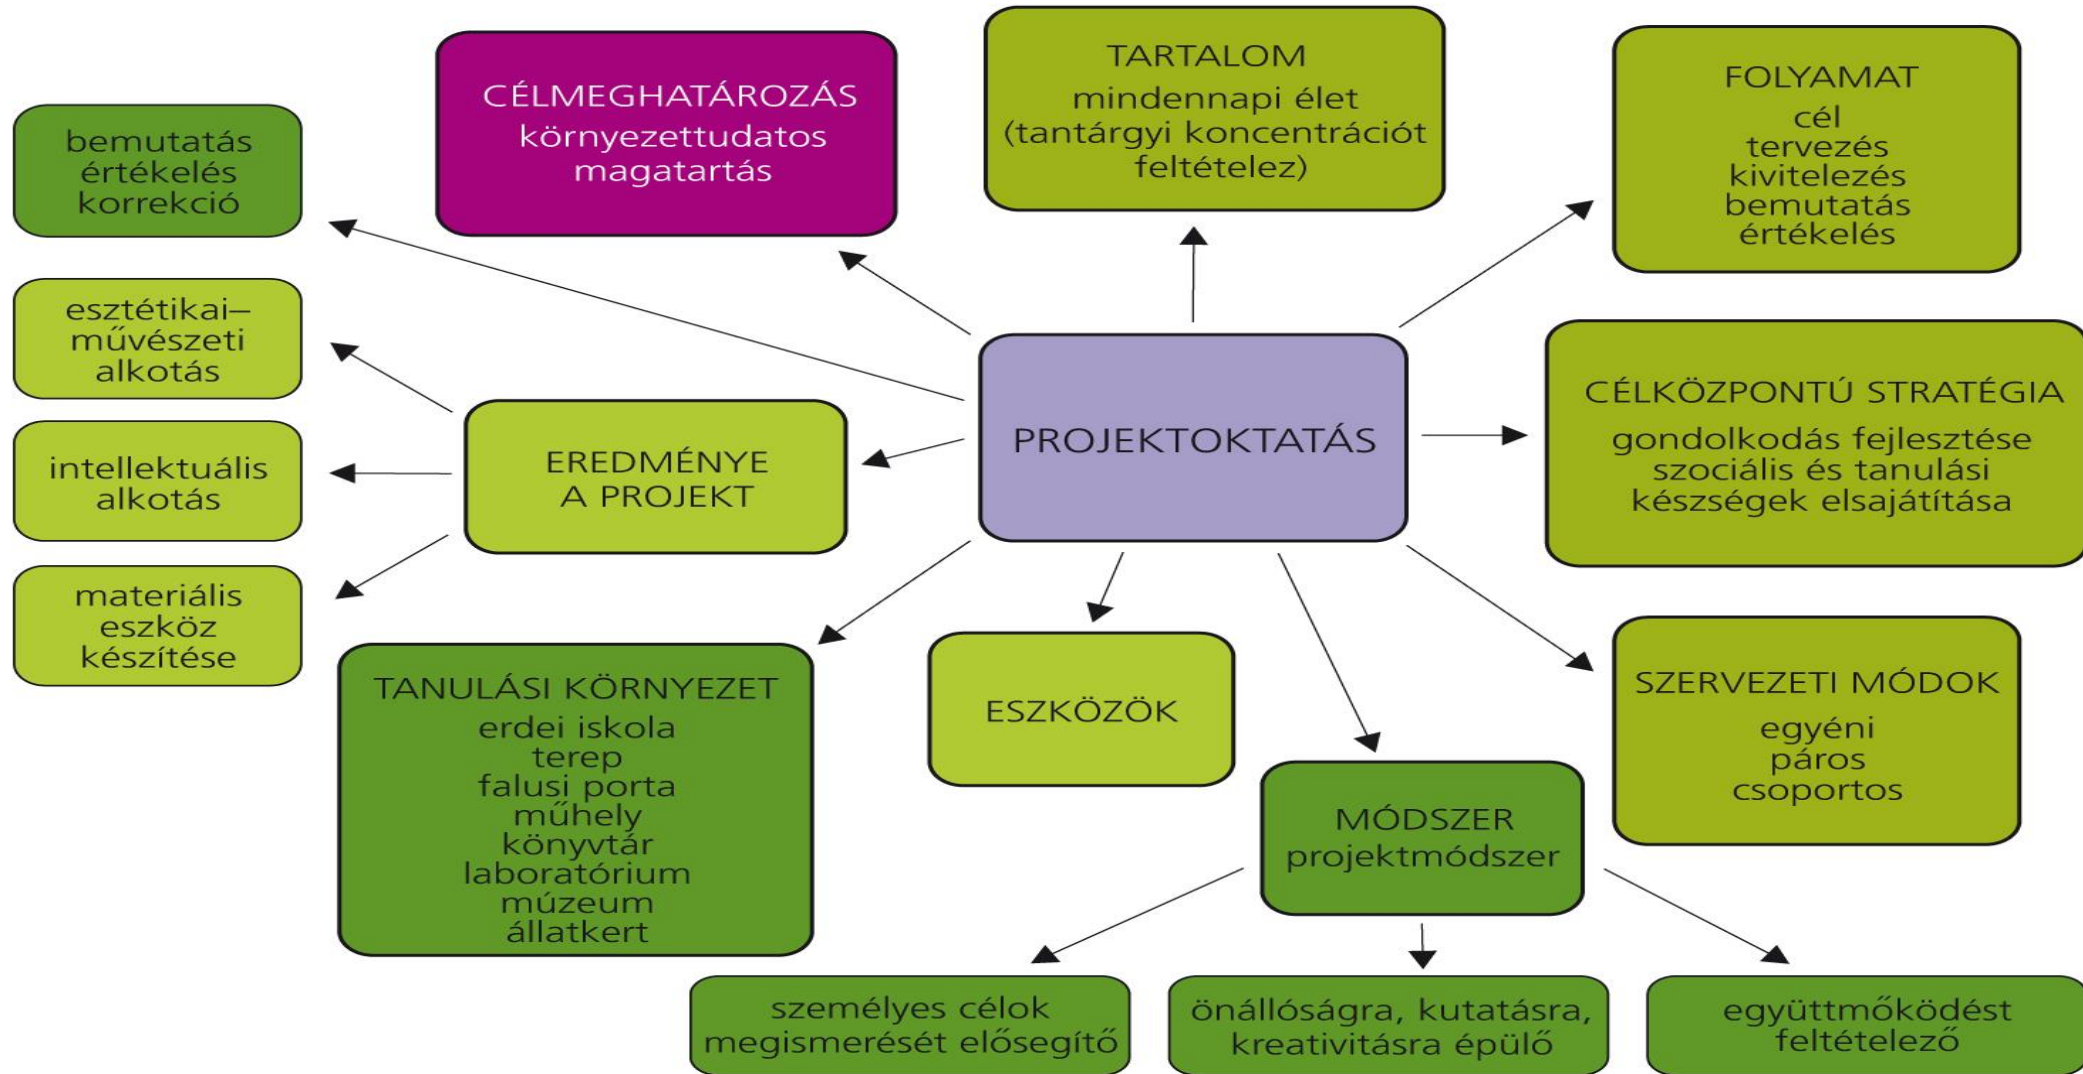 CÉLMEGHATÁROZÁS
környezettudatos
magatartás
TARTALOM
mindennapi élet
(tantárgyi koncentrációt
feltételez)
FOLYAMAT
cél
tervezés
kivitelezés
bemutatás
értékelés
bemutatás
értékelés
korrekció
esztétikai–
művészeti
alkotás
intellektuális
alkotás
materiális
eszköz
készítése
EREDMÉNYE
A PROJEKT
PROJEKTOKTATÁS
CÉLKÖZPONTÚ STRATÉGIA
gondolkodás fejlesztése
szociális és tanulási
készségek elsajátítása
TANULÁSI KÖRNYEZET
erdei iskola
terep
falusi porta
műhely
könyvtár
laboratórium
múzeum
állatkert
ESZKÖZÖK
SZERVEZETI MÓDOK
egyéni
páros
csoportos
MÓDSZER
projektmódszer
személyes célok
megismerését elősegítő
önállóságra, kutatásra,
kreativitásra épülő
együttmőködést
feltételező